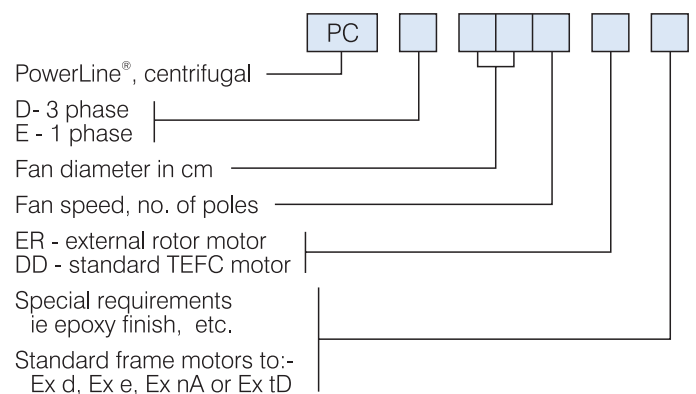 PC
PowerLine®, centrifugal
D- 3 phase
E - 1 phase
Fan diameter in cm
Fan speed, no. of poles
ER - external rotor motor
DD - standard TEFC motor
Special requirements
ie epoxy finish, etc.
Standard frame motors to:-
Ex d, Ex e, Ex nA or Ex tD